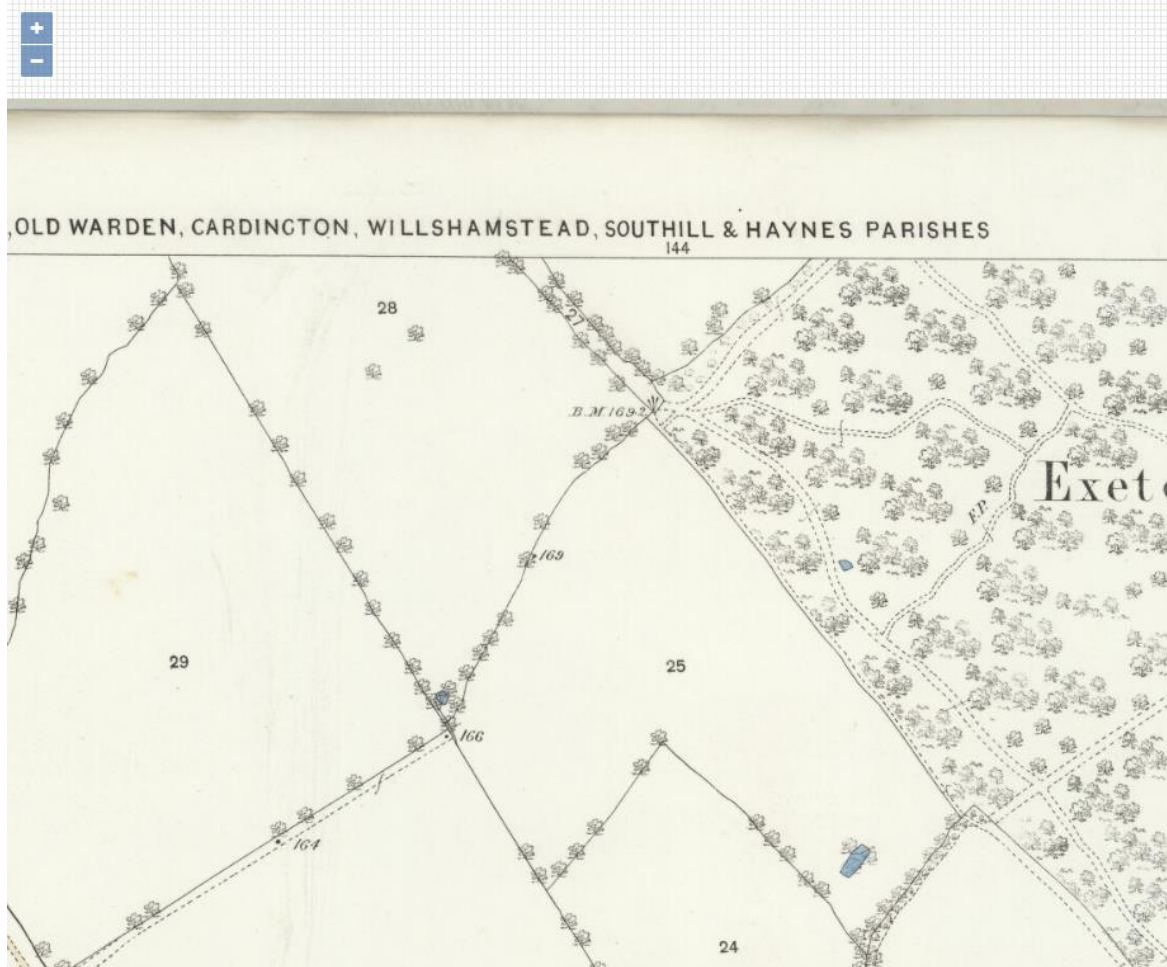 +
−
,OLD WARDEN, CARDINGTON, WILLSHAMSTEAD, SOUTHILL & HAYNES PARISHES
144
28
27
B.M.169·2
Exet
F.P.
169
29
25
166
164
24